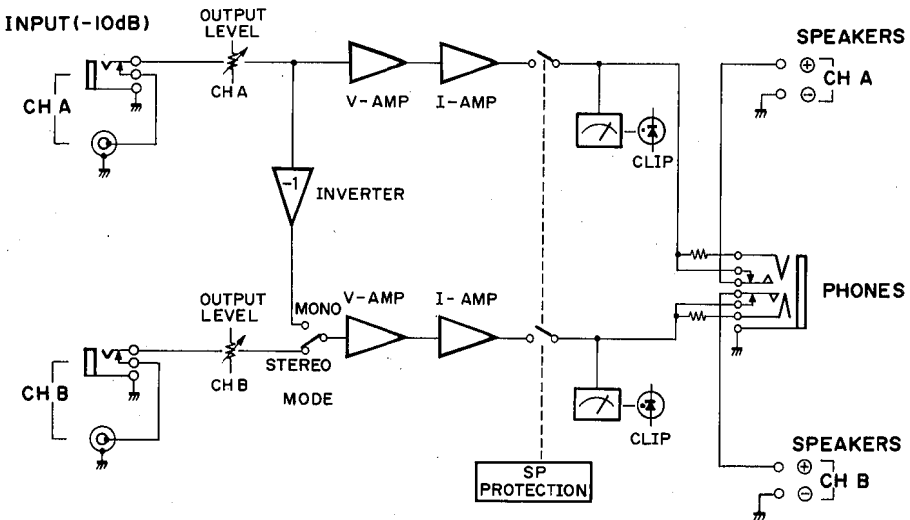 INPUT(-10dB)
OUTPUT
LEVEL
SPEAKERS
⊕
CH A
⊖
CH A
CH A
V-AMP
I-AMP
CLIP
-1
INVERTER
OUTPUT
LEVEL
MONO
V-AMP
I-AMP
PHONES
STEREO
CH B
CH B
MODE
CLIP
SPEAKERS
⊕
CH B
⊖
SP
PROTECTION